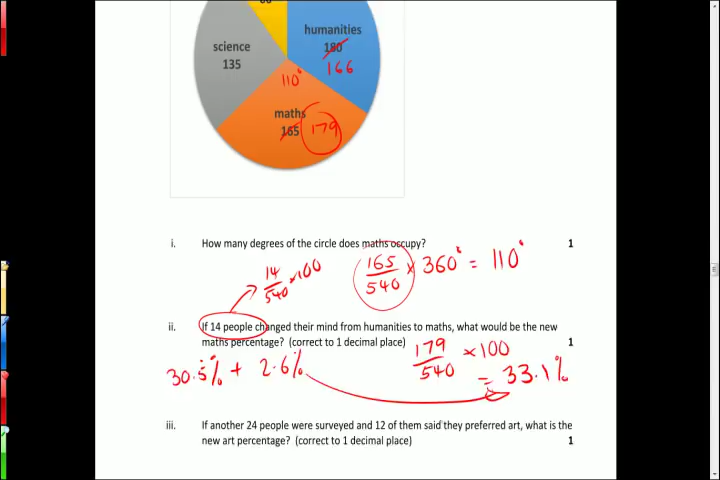 humanities
180
166
science
135
110°
maths
165 179
i. How many degrees of the circle does maths occupy? 1
165/540 × 360° = 110°
14/540 × 100
ii. If 14 people changed their mind from humanities to maths, what would be the new
maths percentage? (correct to 1 decimal place) 1
179/540 × 100
= 33.1%
30.5% + 2.6%
iii. If another 24 people were surveyed and 12 of them said they preferred art, what is the
new art percentage? (correct to 1 decimal place) 1